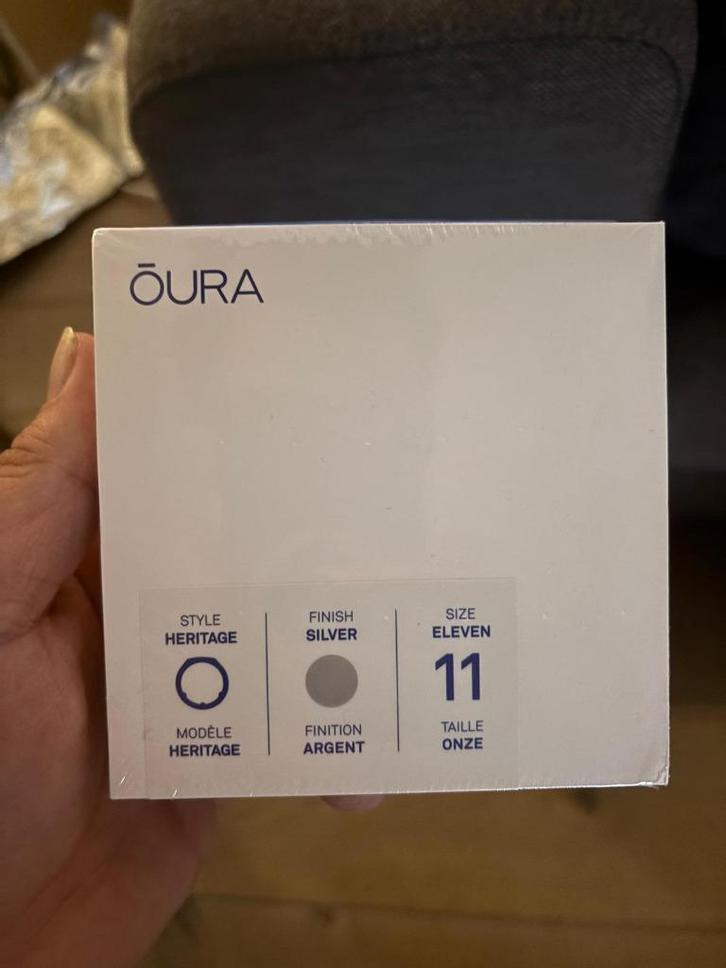 ŌURA
STYLE
HERITAGE
MODÈLE
HERITAGE
FINISH
SILVER
FINITION
ARGENT
SIZE
ELEVEN
11
TAILLE
ONZE